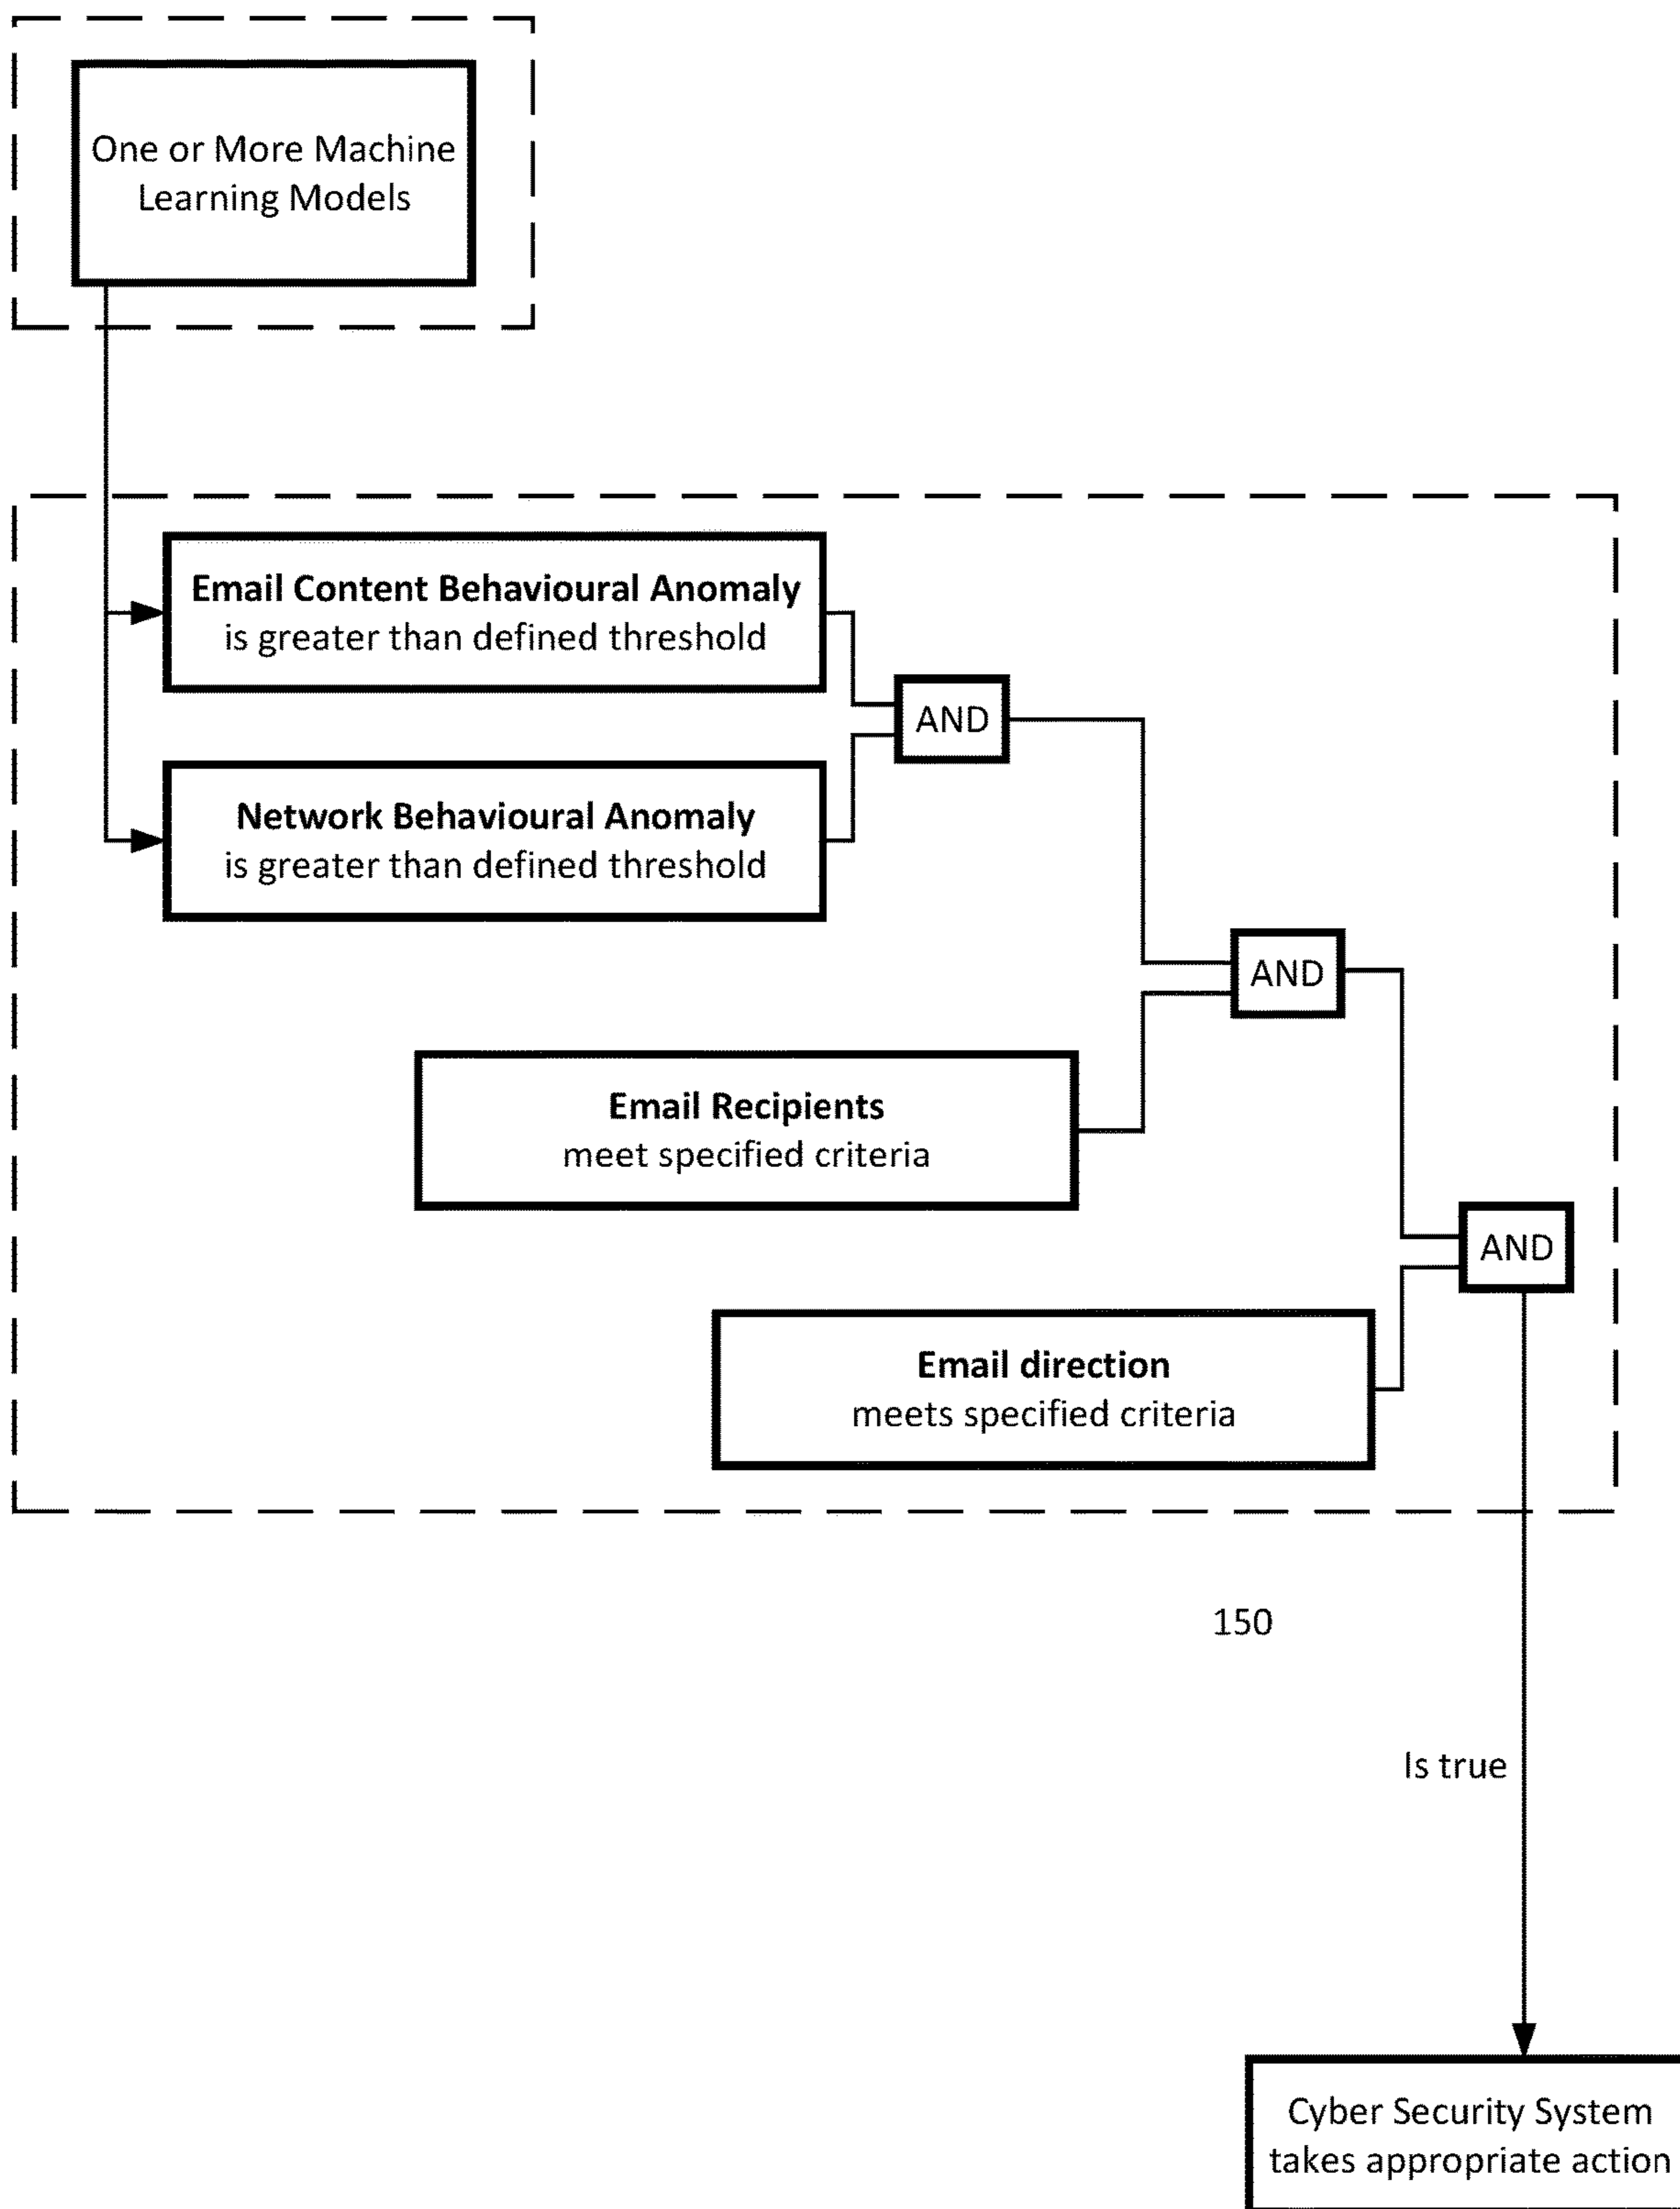 One or More Machine
Learning Models
Email Content Behavioural Anomaly
is greater than defined threshold
AND
Network Behavioural Anomaly
is greater than defined threshold
AND
Email Recipients
meet specified criteria
AND
Email direction
meets specified criteria
150
Is true
Cyber Security System
takes appropriate action